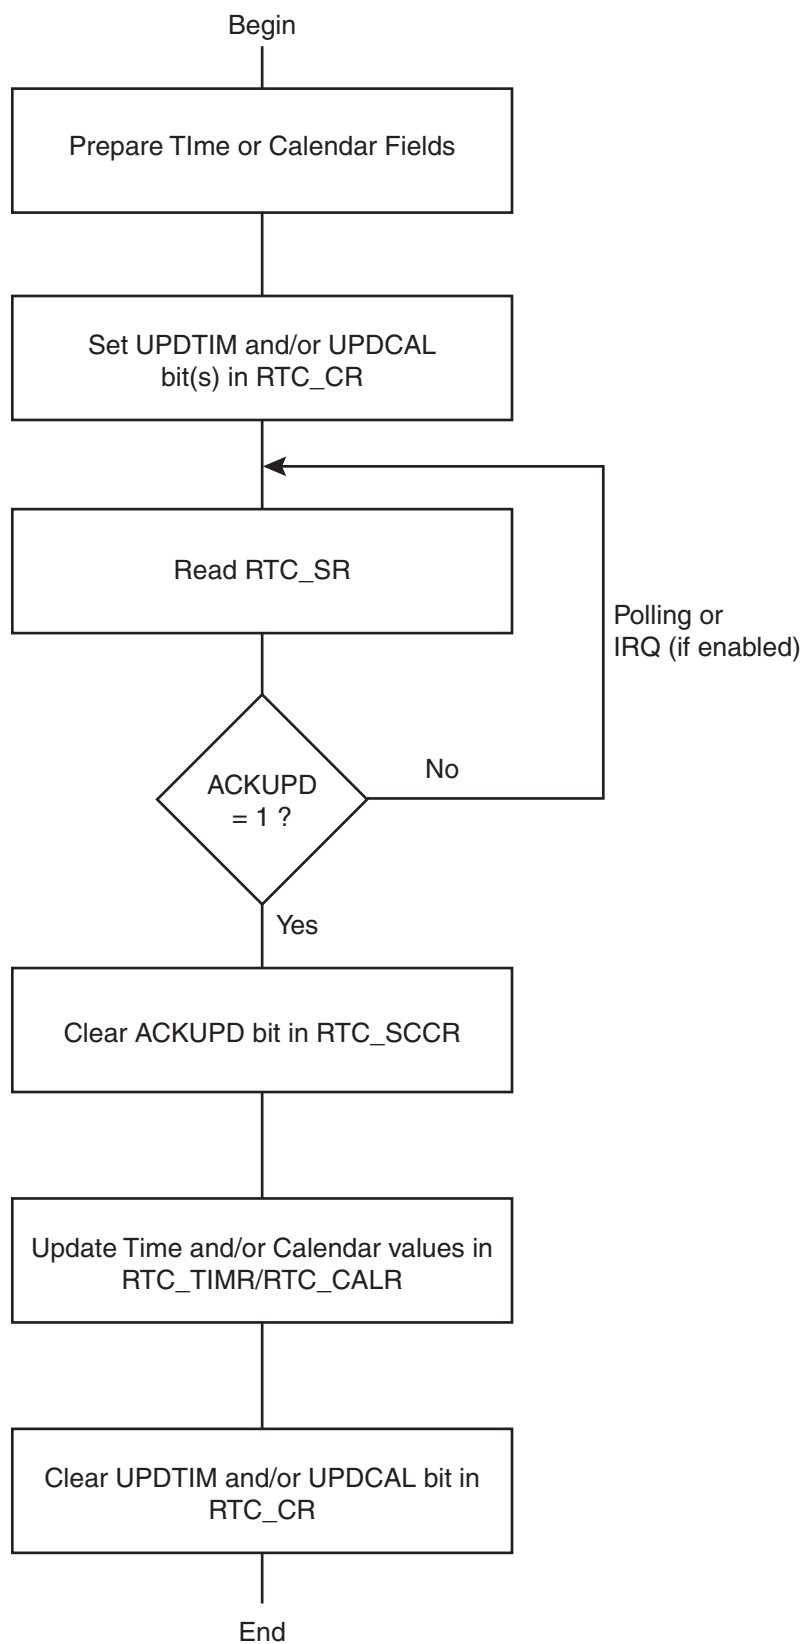 Begin
Prepare TIme or Calendar Fields
Set UPDTIM and/or UPDCAL
bit(s) in RTC_CR
Read RTC_SR
Polling or
IRQ (if enabled)
No
ACKUPD
= 1 ?
Yes
Clear ACKUPD bit in RTC_SCCR
Update Time and/or Calendar values in
RTC_TIMR/RTC_CALR
Clear UPDTIM and/or UPDCAL bit in
RTC_CR
End